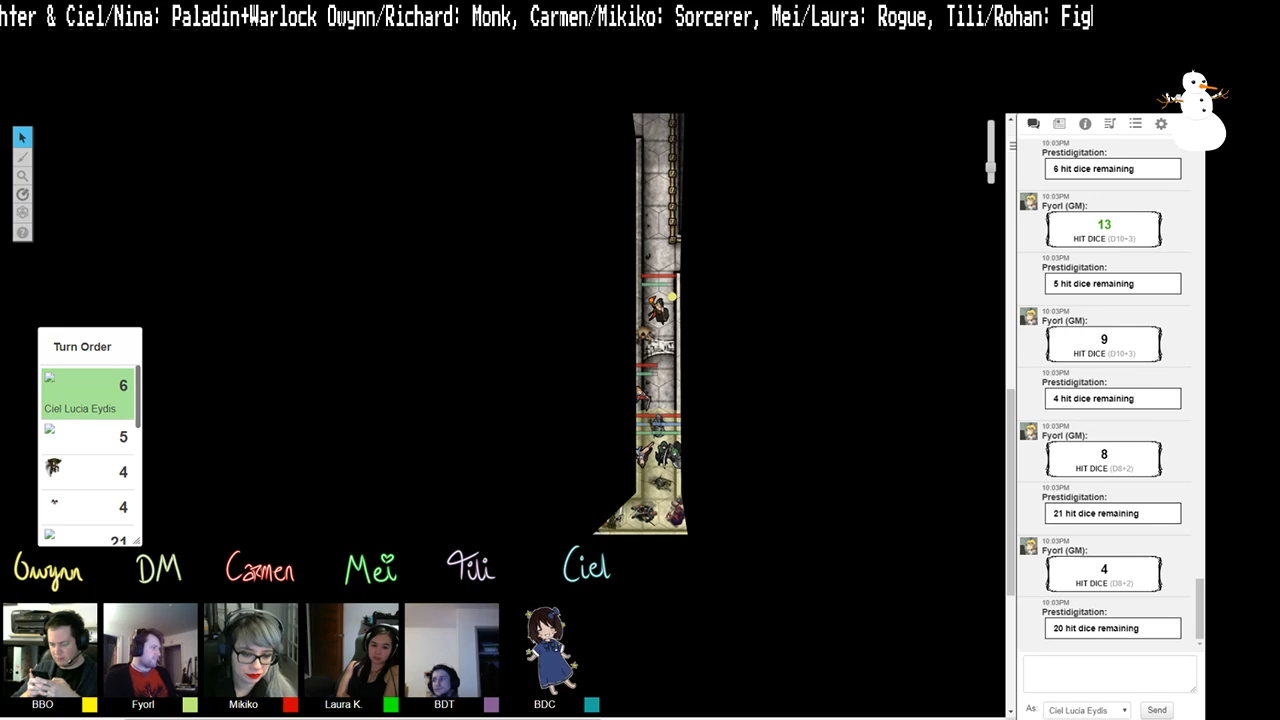 hter & Ciel/Nina: Paladin+Warlock Owynn/Richard: Monk, Carmen/Mikiko: Sorcerer, Mei/Laura: Rogue, Tili/Rohan: Fig
10:03PM
Prestidigitation:
6 hit dice remaining
10:03PM
Fyorl (GM):
13
HIT DICE (D10+3)
10:03PM
Prestidigitation:
5 hit dice remaining
10:03PM
Fyorl (GM):
9
HIT DICE (D10+3)
10:03PM
Prestidigitation:
4 hit dice remaining
10:03PM
Fyorl (GM):
8
HIT DICE (D8+2)
10:03PM
Prestidigitation:
21 hit dice remaining
10:03PM
Fyorl (GM):
4
HIT DICE (D8+2)
10:03PM
Prestidigitation:
20 hit dice remaining
As: Ciel Lucia Eydis Send
Turn Order
6
Ciel Lucia Eydis
5
4
4
21
Owynn DM Carmen Mei Tili Ciel
BBO Fyorl Mikiko Laura K. BDT BDC